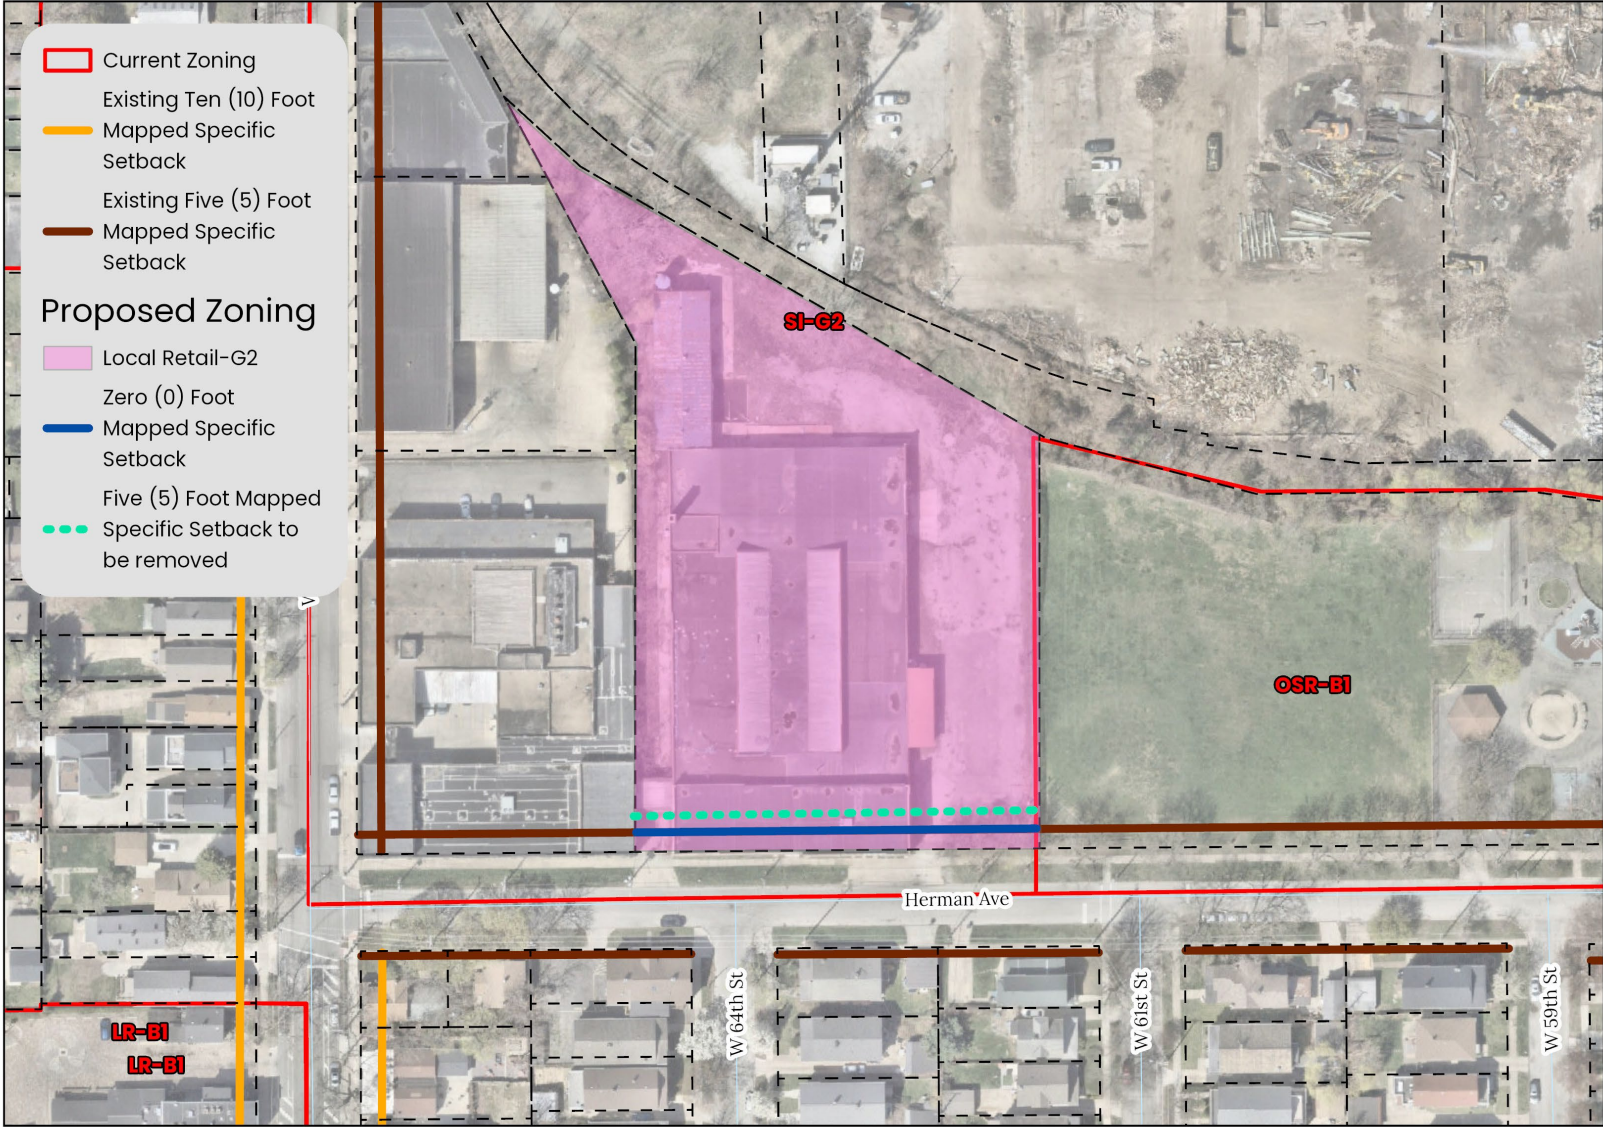 Current Zoning
Existing Ten (10) Foot
Mapped Specific
Setback
Existing Five (5) Foot
Mapped Specific
Setback
Proposed Zoning
Local Retail-G2
Zero (0) Foot
Mapped Specific
Setback
Five (5) Foot Mapped
Specific Setback to
be removed
SI-G2
OSR-B1
Herman Ave
W 64th St
W 61st St
W 59th St
LR-B1
LR-B1